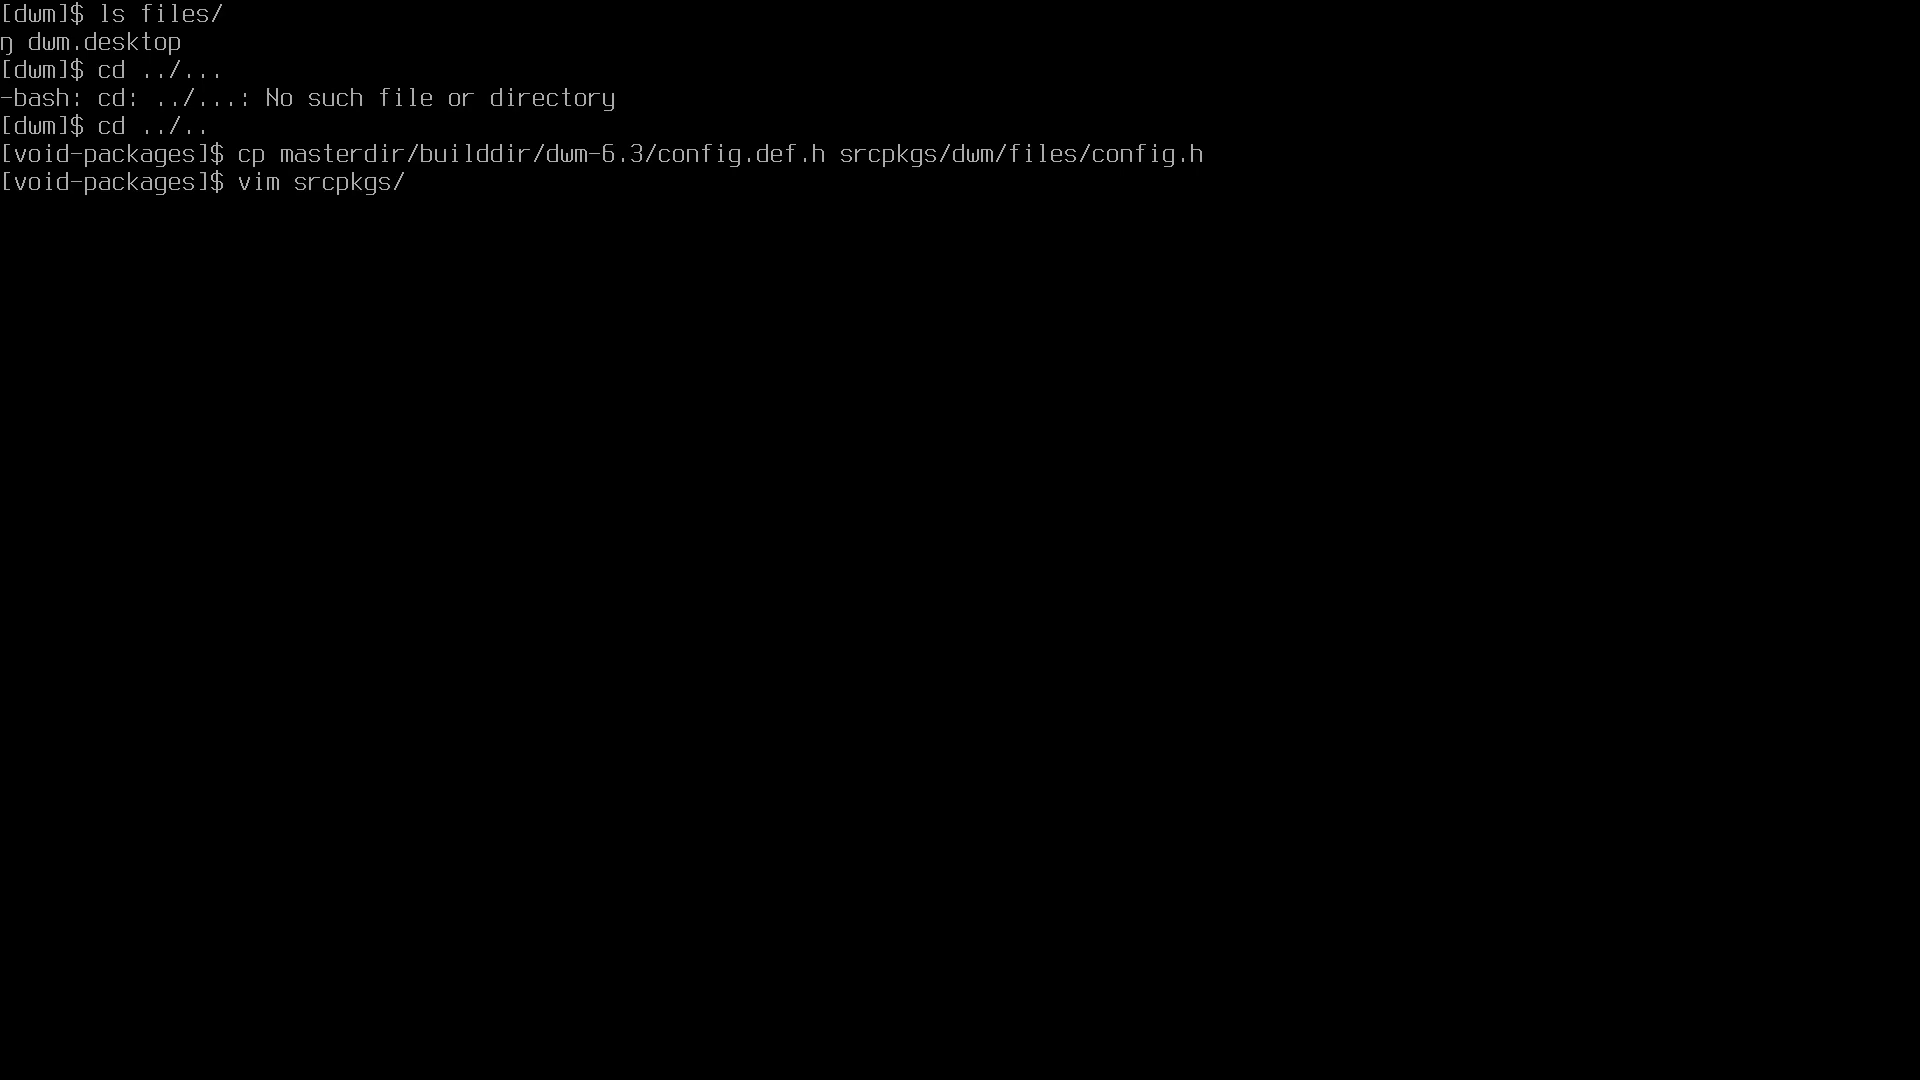 [dwm]$ ls files/
η dwm.desktop
[dwm]$ cd ../...
-bash: cd: ../...: No such file or directory
[dwm]$ cd ../..
[void-packages]$ cp masterdir/builddir/dwm-6.3/config.def.h srcpkgs/dwm/files/config.h
[void-packages]$ vim srcpkgs/